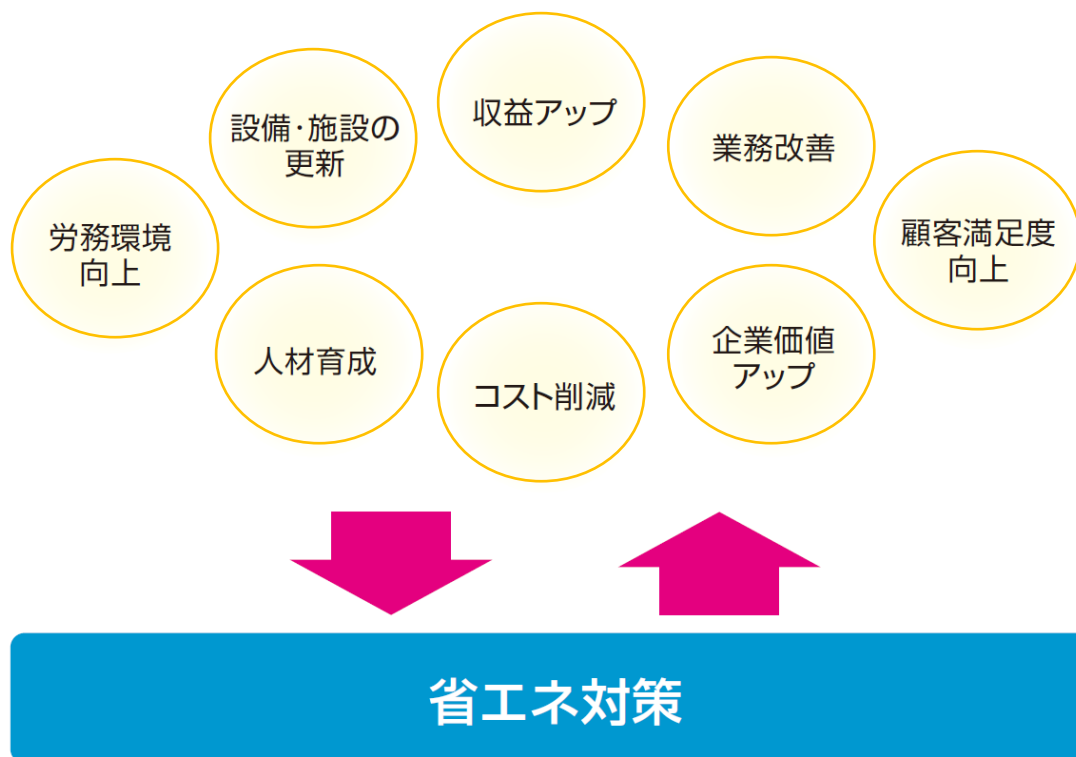 収益アップ
設備・施設の
更新
業務改善
労務環境
向上
顧客満足度
向上
人材育成
コスト削減
企業価値
アップ
省エネ対策